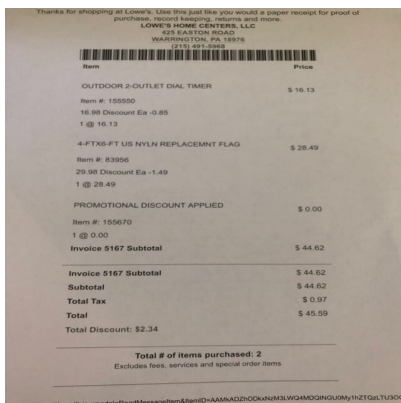 Thanks for shopping at Lowe's. Use this just like you would a paper receipt for proof of
purchase, record keeping, returns and more.
LOWE'S HOME CENTERS, LLC
425 EASTON ROAD
WARRINGTON, PA 18976
(215) 491-5968
Item Price
OUTDOOR 2-OUTLET DIAL TIMER $ 16.13
Item #: 155550
16.98 Discount Ea -0.85
1 @ 16.13
4-FTX6-FT US NYLN REPLACEMNT FLAG $ 28.49
Item #: 83956
29.98 Discount Ea -1.49
1 @ 28.49
PROMOTIONAL DISCOUNT APPLIED $ 0.00
Item #: 155670
1 @ 0.00
Invoice 5167 Subtotal $ 44.62
Invoice 5167 Subtotal $ 44.62
Subtotal $ 44.62
Total Tax $ 0.97
Total $ 45.59
Total Discount: $2.34
Total # of items purchased: 2
Excludes fees, services and special order items